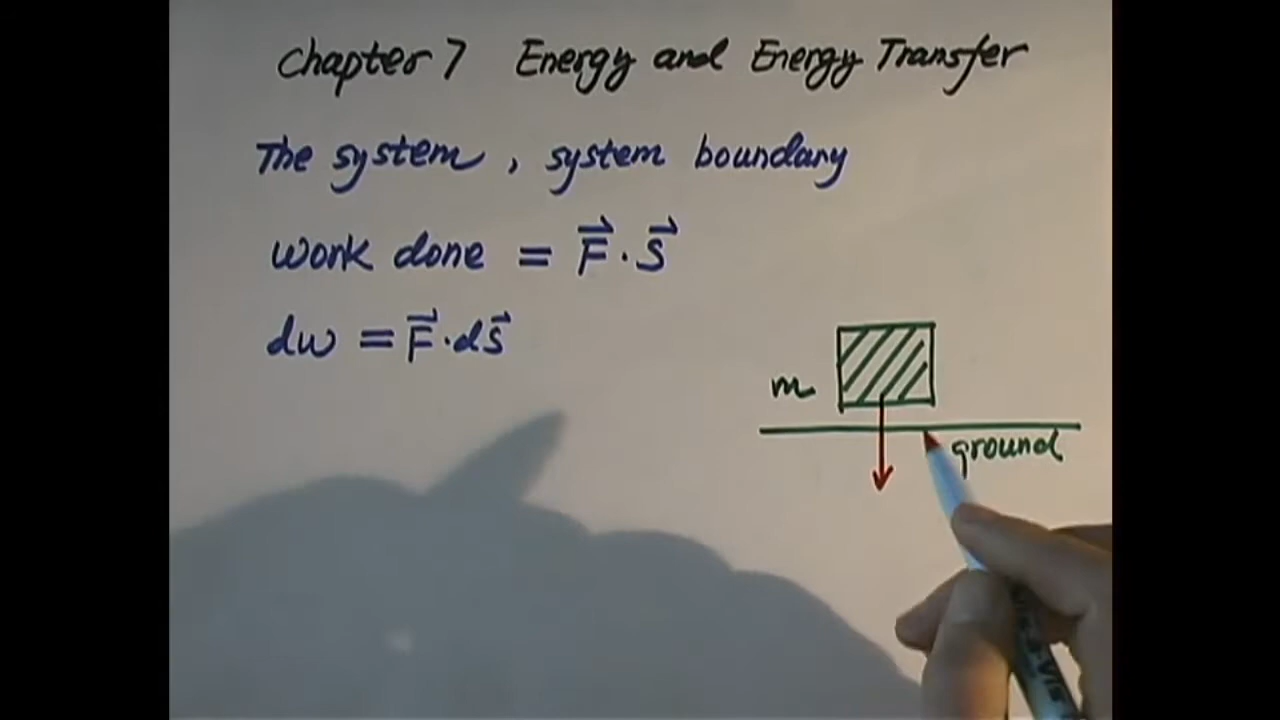 Chapter 7 Energy and Energy Transfer
The system, system boundary
work done = F⃗ · S⃗
dw = F⃗ · dS⃗
m
ground